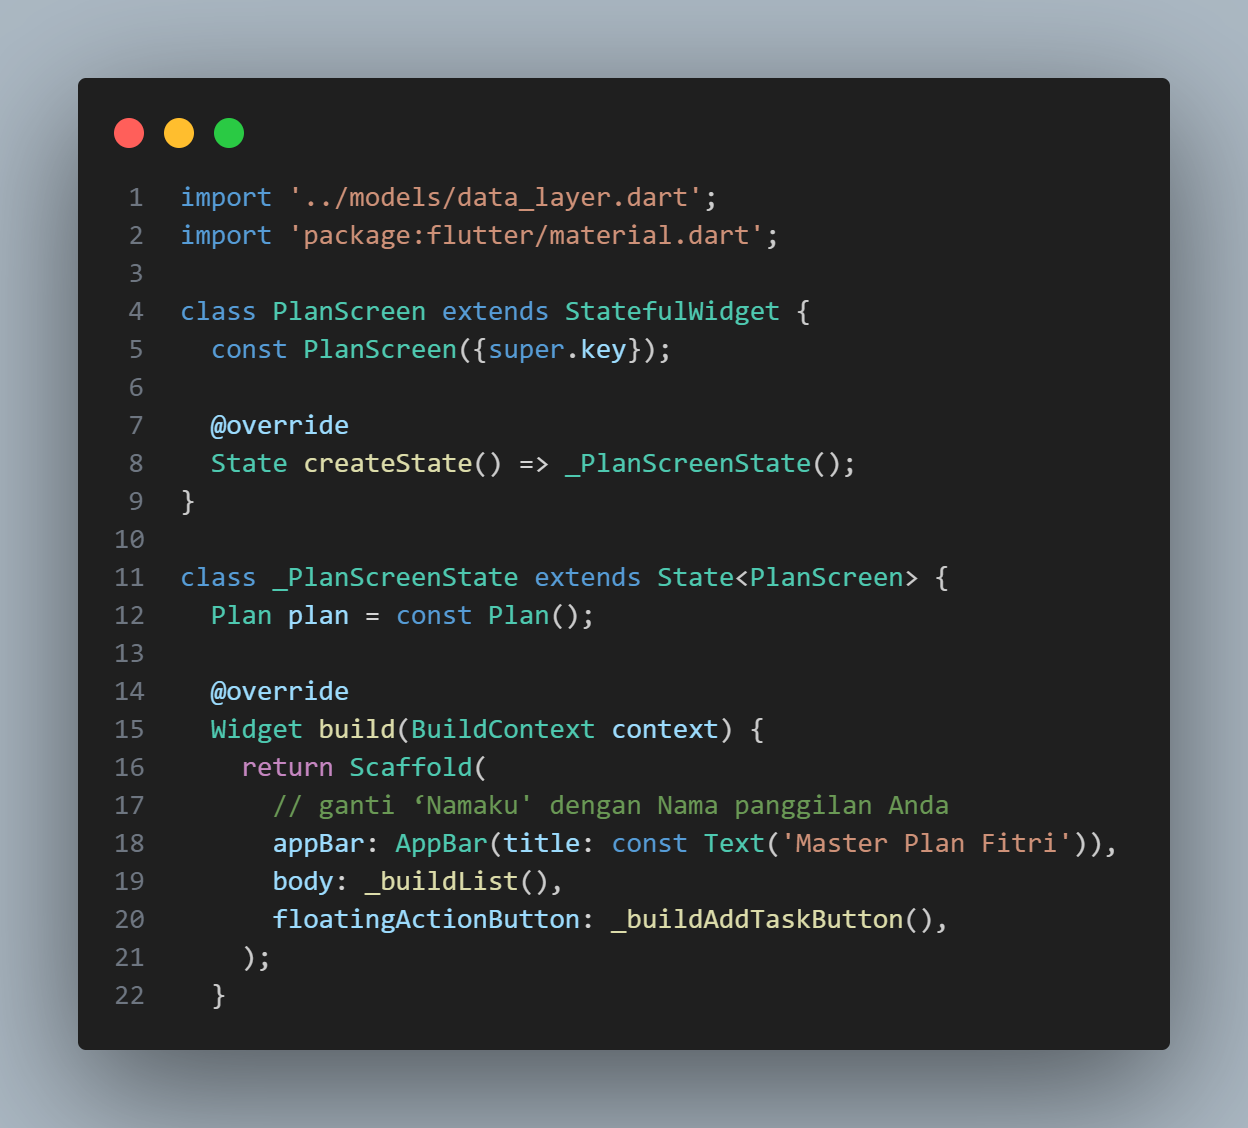 1 import '../models/data_layer.dart';
2 import 'package:flutter/material.dart';
3
4 class PlanScreen extends StatefulWidget {
5   const PlanScreen({super.key});
6
7   @override
8   State createState() => _PlanScreenState();
9 }
10
11 class _PlanScreenState extends State<PlanScreen> {
12   Plan plan = const Plan();
13
14   @override
15   Widget build(BuildContext context) {
16     return Scaffold(
17       // ganti ‘Namaku' dengan Nama panggilan Anda
18       appBar: AppBar(title: const Text('Master Plan Fitri')),
19       body: _buildList(),
20       floatingActionButton: _buildAddTaskButton(),
21     );
22   }